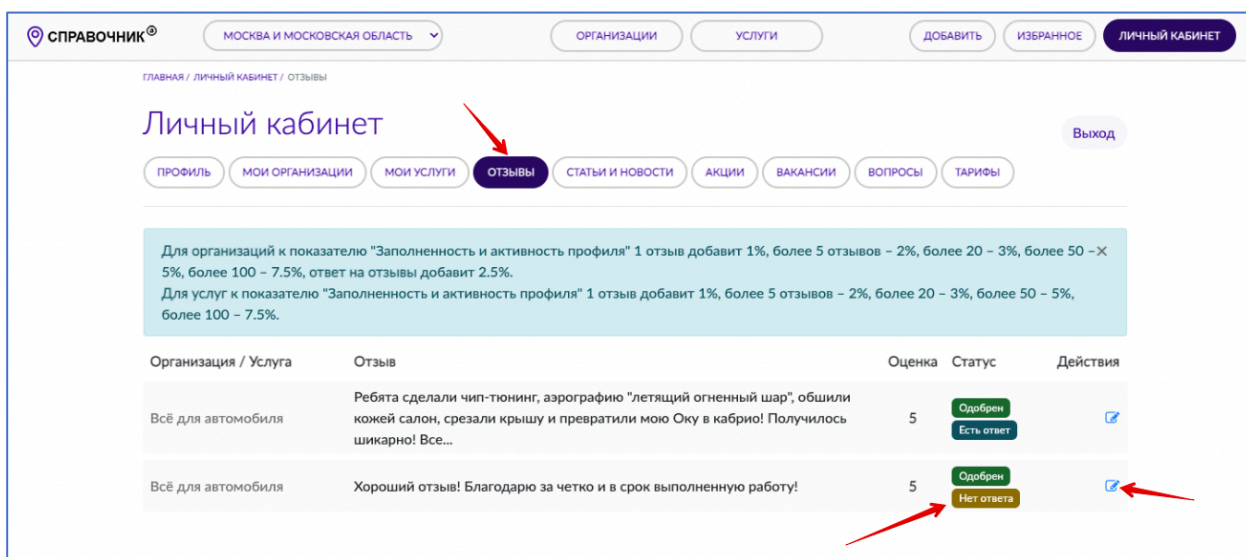 СПРАВОЧНИК
МОСКВА И МОСКОВСКАЯ ОБЛАСТЬ
ОРГАНИЗАЦИИ
УСЛУГИ
ДОБАВИТЬ
ИЗБРАННОЕ
ЛИЧНЫЙ КАБИНЕТ
ГЛАВНАЯ / ЛИЧНЫЙ КАБИНЕТ / ОТЗЫВЫ
Личный кабинет
Выход
ПРОФИЛЬ
МОИ ОРГАНИЗАЦИИ
МОИ УСЛУГИ
ОТЗЫВЫ
СТАТЬИ И НОВОСТИ
АКЦИИ
ВАКАНСИИ
ВОПРОСЫ
ТАРИФЫ
Для организаций к показателю "Заполненность и активность профиля" 1 отзыв добавит 1%, более 5 отзывов – 2%, более 20 – 3%, более 50 –
5%, более 100 – 7.5%, ответ на отзывы добавит 2.5%.
Для услуг к показателю "Заполненность и активность профиля" 1 отзыв добавит 1%, более 5 отзывов – 2%, более 20 – 3%, более 50 – 5%,
более 100 – 7.5%.
Организация / Услуга Отзыв Оценка Статус Действия
Всё для автомобиля
Ребята сделали чип-тюнинг, аэрографию "летящий огненный шар", обшили
кожей салон, срезали крышу и превратили мою Оку в кабрио! Получилось
шикарно! Все...
5
Одобрен
Есть ответ
Всё для автомобиля
Хороший отзыв! Благодарю за четко и в срок выполненную работу!
5
Одобрен
Нет ответа